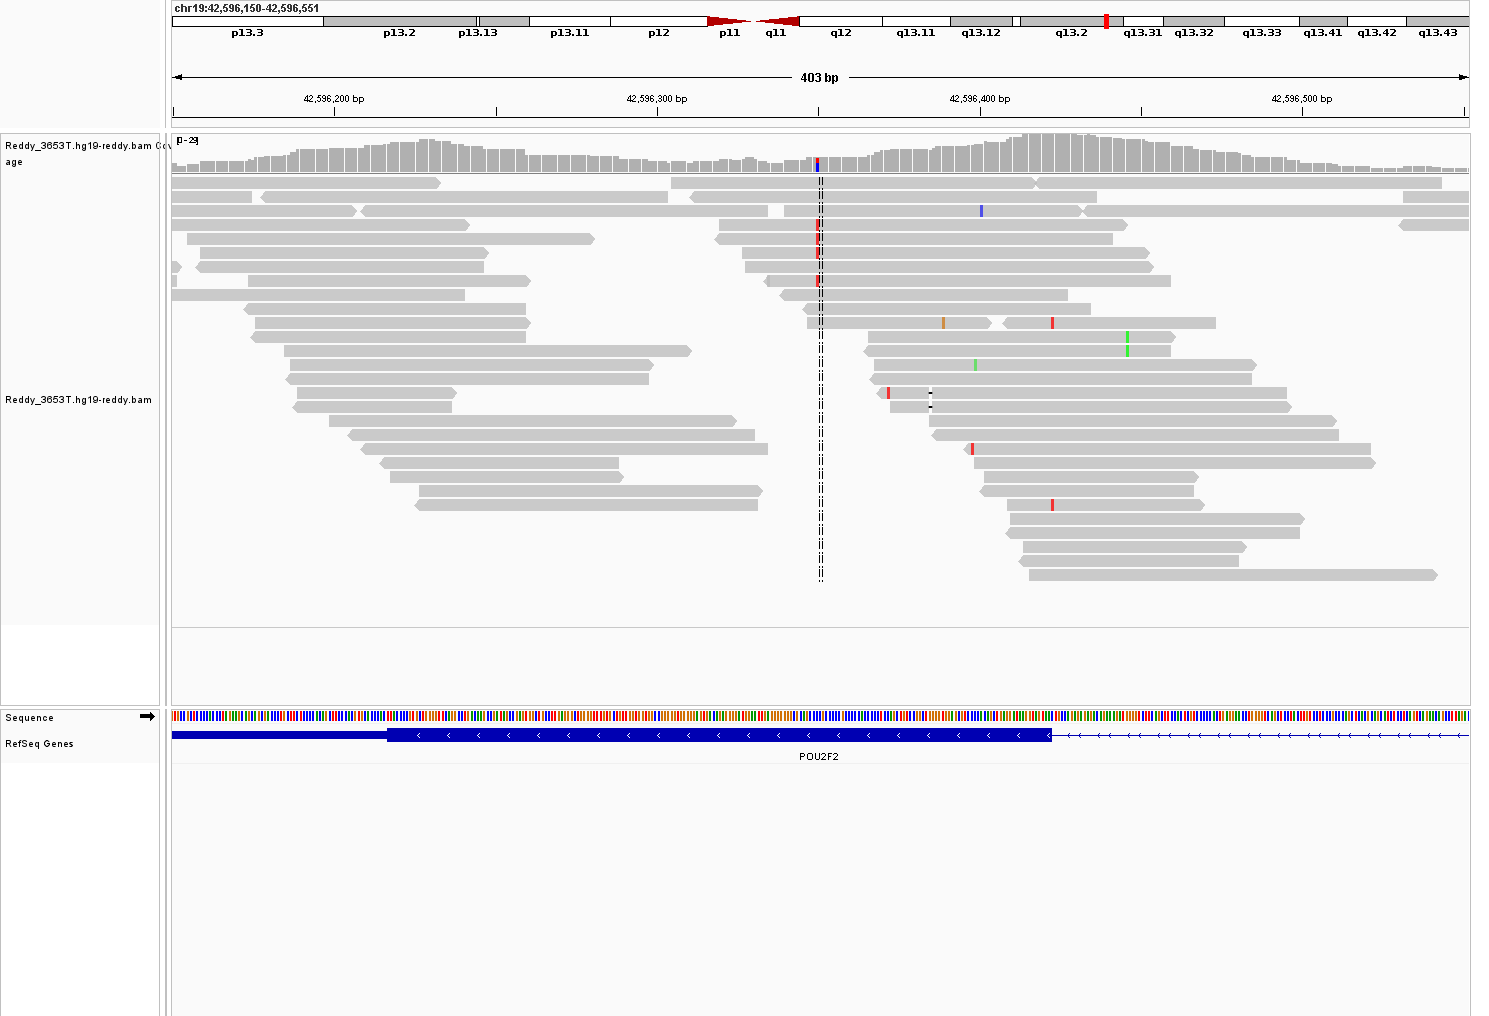 chr19:42,596,150-42,596,551
p13.3 p13.2 p13.13 p13.11 p12 p11 q11 q12 q13.11 q13.12 q13.2 q13.31 q13.32 q13.33 q13.41 q13.42 q13.43
403 bp
42,596,200 bp 42,596,300 bp 42,596,400 bp 42,596,500 bp
[0-29]
Reddy_3653T.hg19-reddy.bam Cov
age
Reddy_3653T.hg19-reddy.bam
Sequence
RefSeq Genes
POU2F2